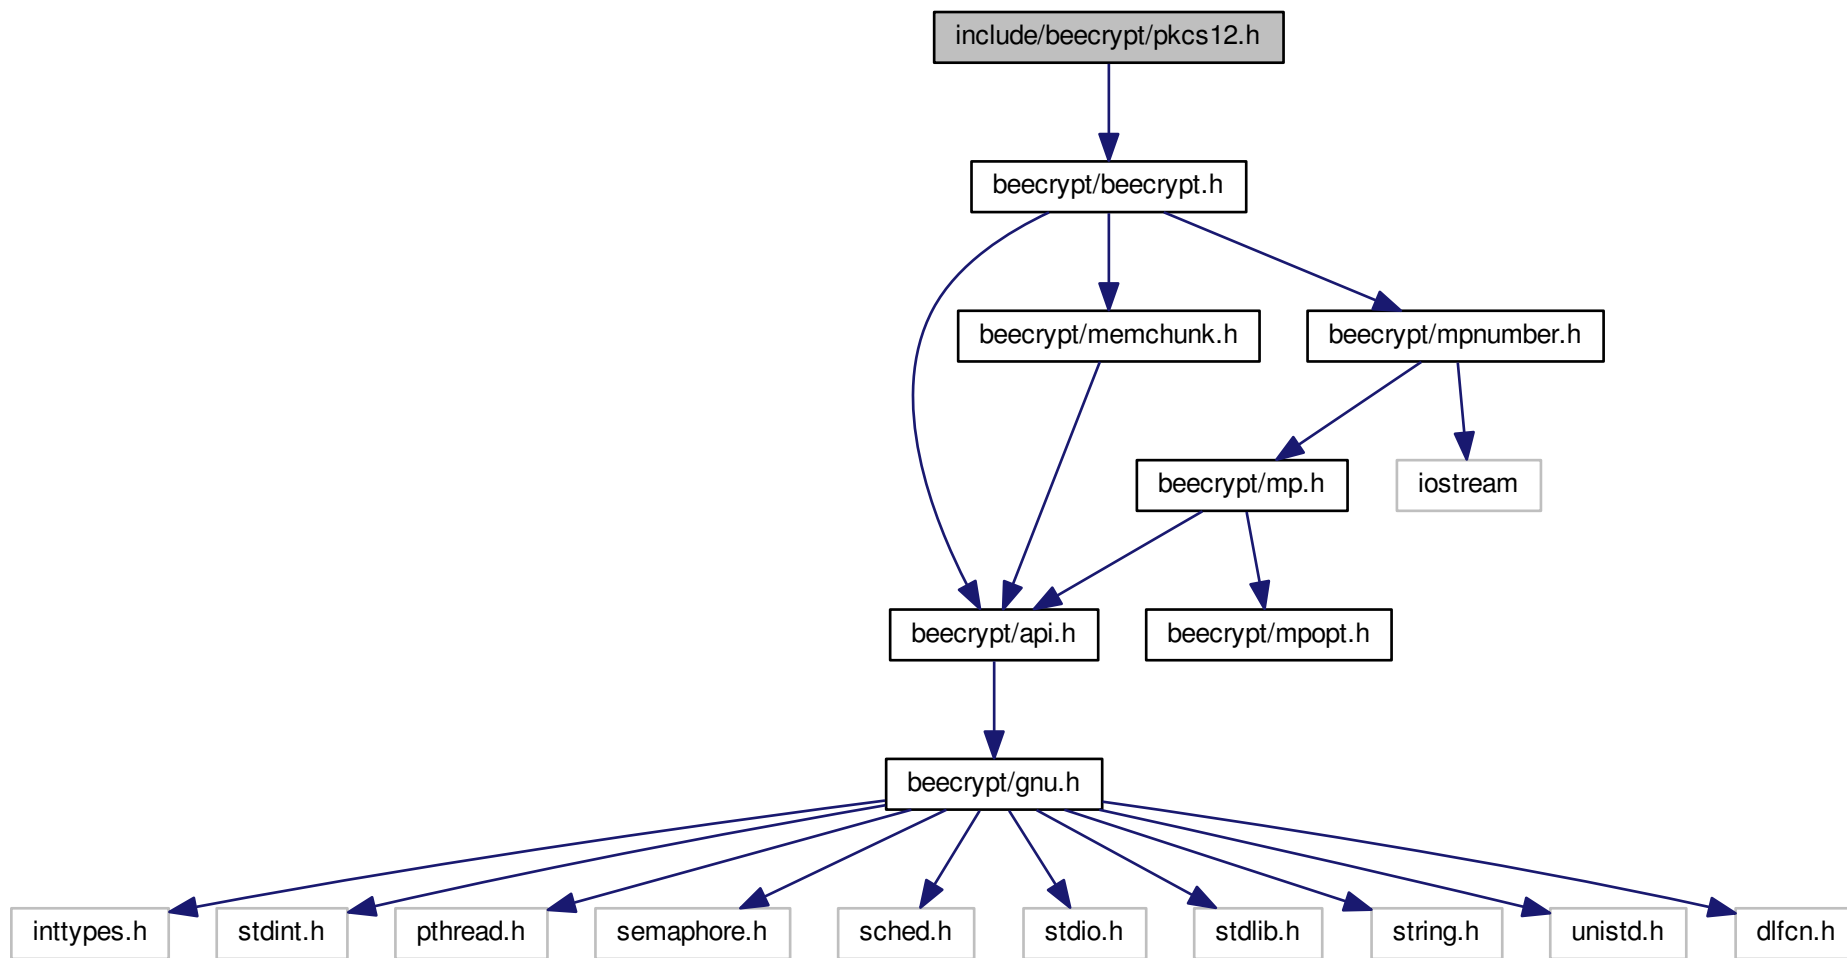 include/beecrypt/pkcs12.h
beecrypt/beecrypt.h
beecrypt/memchunk.h
beecrypt/mpnumber.h
beecrypt/mp.h
iostream
beecrypt/api.h
beecrypt/mpopt.h
beecrypt/gnu.h
inttypes.h
stdint.h
pthread.h
semaphore.h
sched.h
stdio.h
stdlib.h
string.h
unistd.h
dlfcn.h